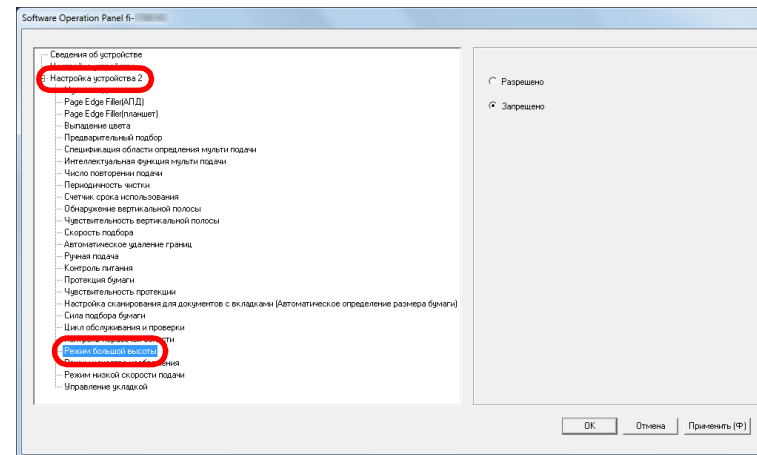 Software Operation Panel fi-
Сведения об устройстве
Настройка устройства 2
Page Edge Filler(АПД)
Page Edge Filler(планшет)
Выпадение цвета
Предварительный подбор
Спецификация области опредления мульти подачи
Интеллектуальная функция мульти подачи
Число повторении подачи
Периодичность чистки
Счетчик срока использования
Обнаружение вертикальной полосы
Чувствительность вертикальной полосы
Скорость подбора
Автоматическое удаление границ
Ручная подача
Контроль питания
Протекция бумаги
Чувствительность протекции
Настройка сканирования для документов с вкладками (Автоматическое определение размера бумаги)
Сила подбора бумаги
Цикл обслуживания и проверки
Режим большой высоты
Режим низкой скорости подачи
Управление укладкой
Разрешено
Запрещено
OK
Отмена
Применить (Ф)